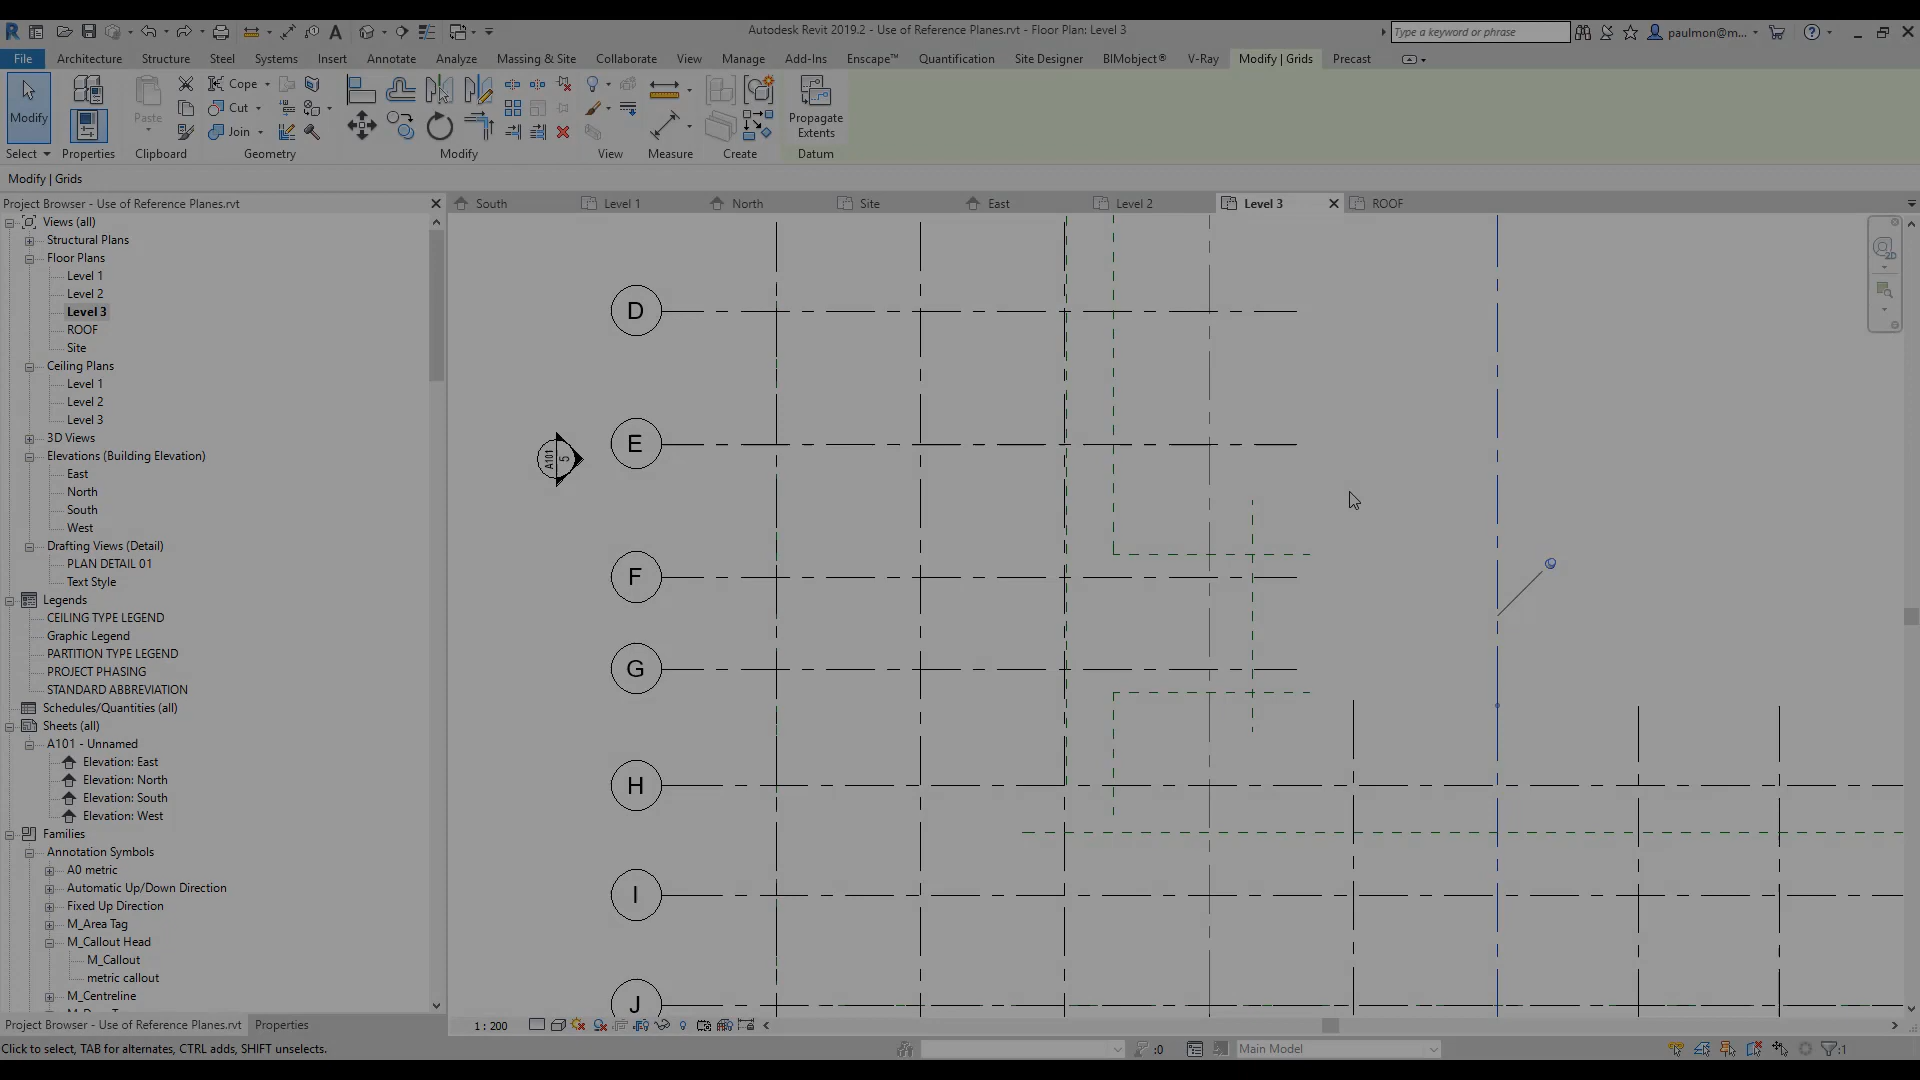 Autodesk Revit 2019.2 - Use of Reference Planes.rvt - Floor Plan: Level 3
Type a keyword or phrase
paulmon@m...
File Architecture Structure Steel Systems Insert Annotate Analyze Massing & Site Collaborate View Manage Add-Ins Enscape™ Quantification Site Designer BIMobject® V-Ray Modify | Grids Precast
Modify
Paste
Cope
Cut
Join
Propagate
Extents
Select Properties Clipboard Geometry Modify View Measure Create Datum
Modify | Grids
Project Browser - Use of Reference Planes.rvt
South Level 1 North Site East Level 2 Level 3 ROOF
Views (all)
Structural Plans
Floor Plans
Level 1
Level 2
Level 3
ROOF
Site
Ceiling Plans
Level 1
Level 2
Level 3
3D Views
Elevations (Building Elevation)
East
North
South
West
Drafting Views (Detail)
PLAN DETAIL 01
Text Style
Legends
CEILING TYPE LEGEND
Graphic Legend
PARTITION TYPE LEGEND
PROJECT PHASING
STANDARD ABBREVIATION
Schedules/Quantities (all)
Sheets (all)
A101 - Unnamed
Elevation: East
Elevation: North
Elevation: South
Elevation: West
Families
Annotation Symbols
A0 metric
Automatic Up/Down Direction
Fixed Up Direction
M_Area Tag
M_Callout Head
M_Callout
metric callout
M_Centreline
D
E
A101
5
F
G
H
I
J
2D
Project Browser - Use of Reference Planes.rvt Properties
1 : 200
Click to select, TAB for alternates, CTRL adds, SHIFT unselects.
:0
Main Model
:1